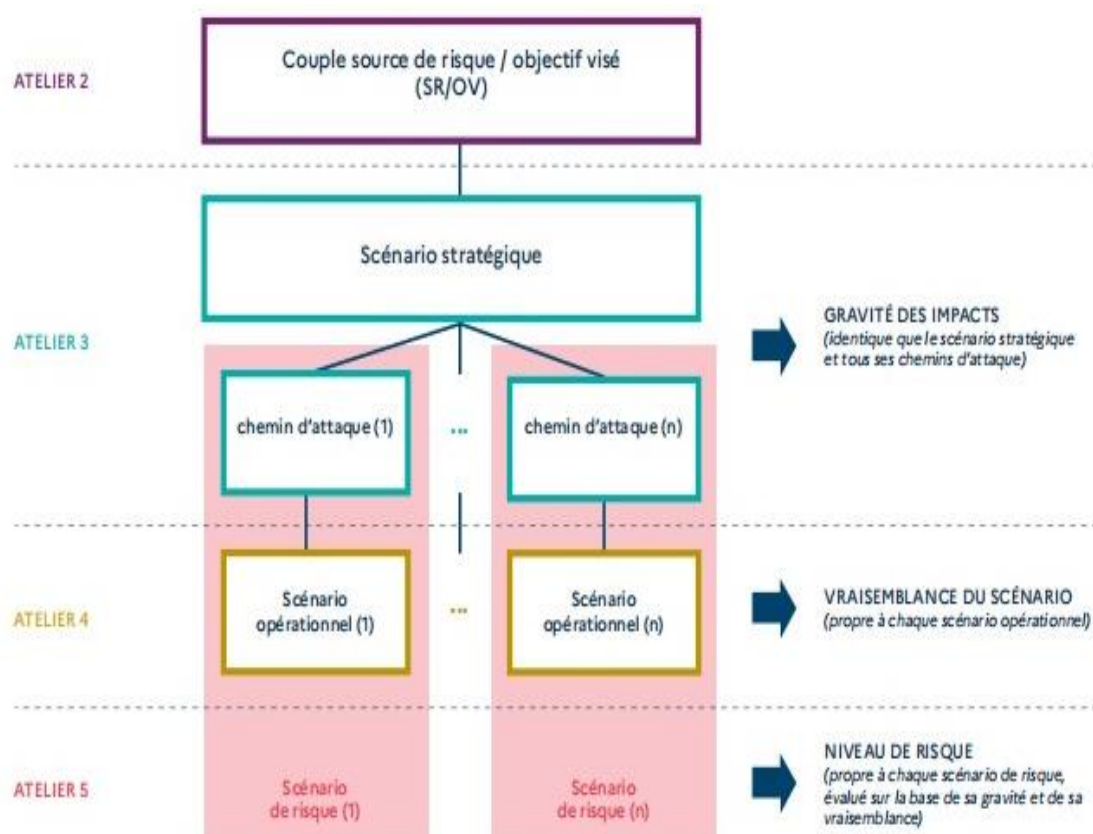 Couple source de risque / objectif visé
(SR/OV)
ATELIER 2
Scénario stratégique
ATELIER 3
GRAVITÉ DES IMPACTS
(identique que le scénario stratégique
et tous ses chemins d'attaque)
chemin d'attaque (1)
...
chemin d'attaque (n)
ATELIER 4
Scénario
opérationnel (1)
...
Scénario
opérationnel (n)
VRAISEMBLANCE DU SCÉNARIO
(propre à chaque scénario opérationnel)
ATELIER 5
Scénario
de risque (1)
Scénario
de risque (n)
NIVEAU DE RISQUE
(propre à chaque scénario de risque,
évalué sur la base de sa gravité et de sa
vraisemblance)